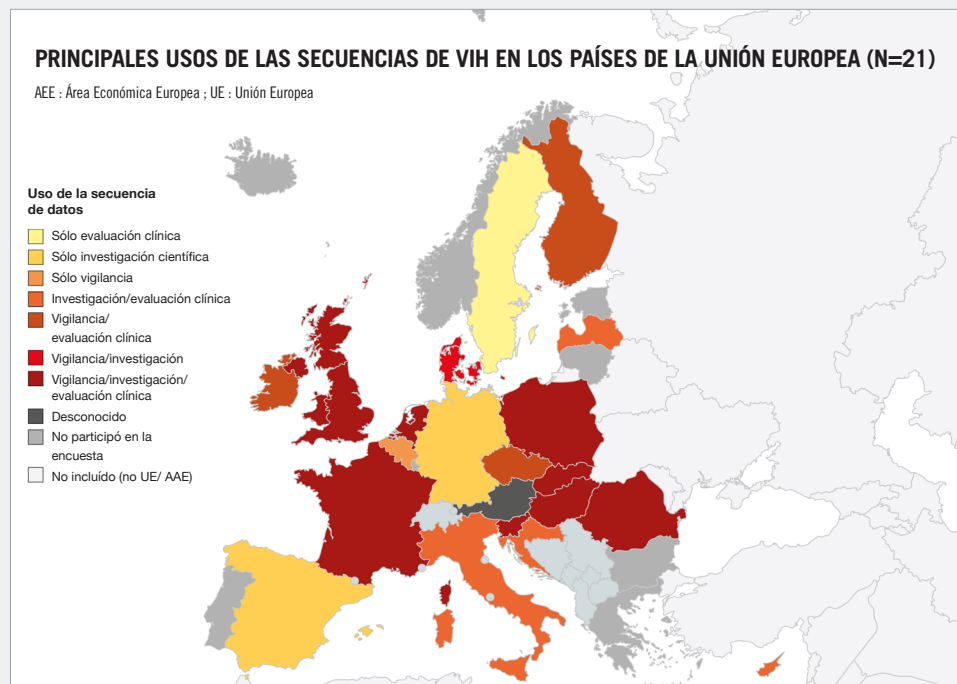 PRINCIPALES USOS DE LAS SECUENCIAS DE VIH EN LOS PAÍSES DE LA UNIÓN EUROPEA (N=21)
AEE : Área Económica Europea ; UE : Unión Europea
Uso de la secuencia
de datos
Sólo evaluación clínica
Sólo investigación científica
Sólo vigilancia
Investigación/evaluación clínica
Vigilancia/
evaluación clínica
Vigilancia/investigación
Vigilancia/investigación/
evaluación clínica
Desconocido
No participó en la
encuesta
No incluído (no UE/ AAE)